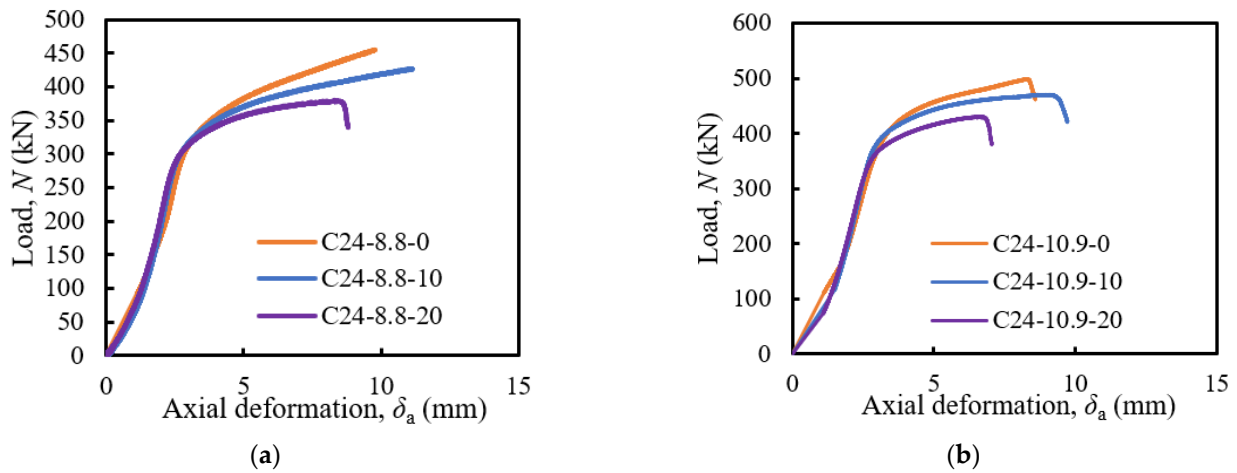 500
450
400
350
300
250
200
150
100
50
0
Load, N (kN)
C24-8.8-0
C24-8.8-10
C24-8.8-20
0 5 10 15
Axial deformation, δa (mm)
(a)
600
500
400
300
200
100
0
Load, N (kN)
C24-10.9-0
C24-10.9-10
C24-10.9-20
0 5 10 15
Axial deformation, δa (mm)
(b)